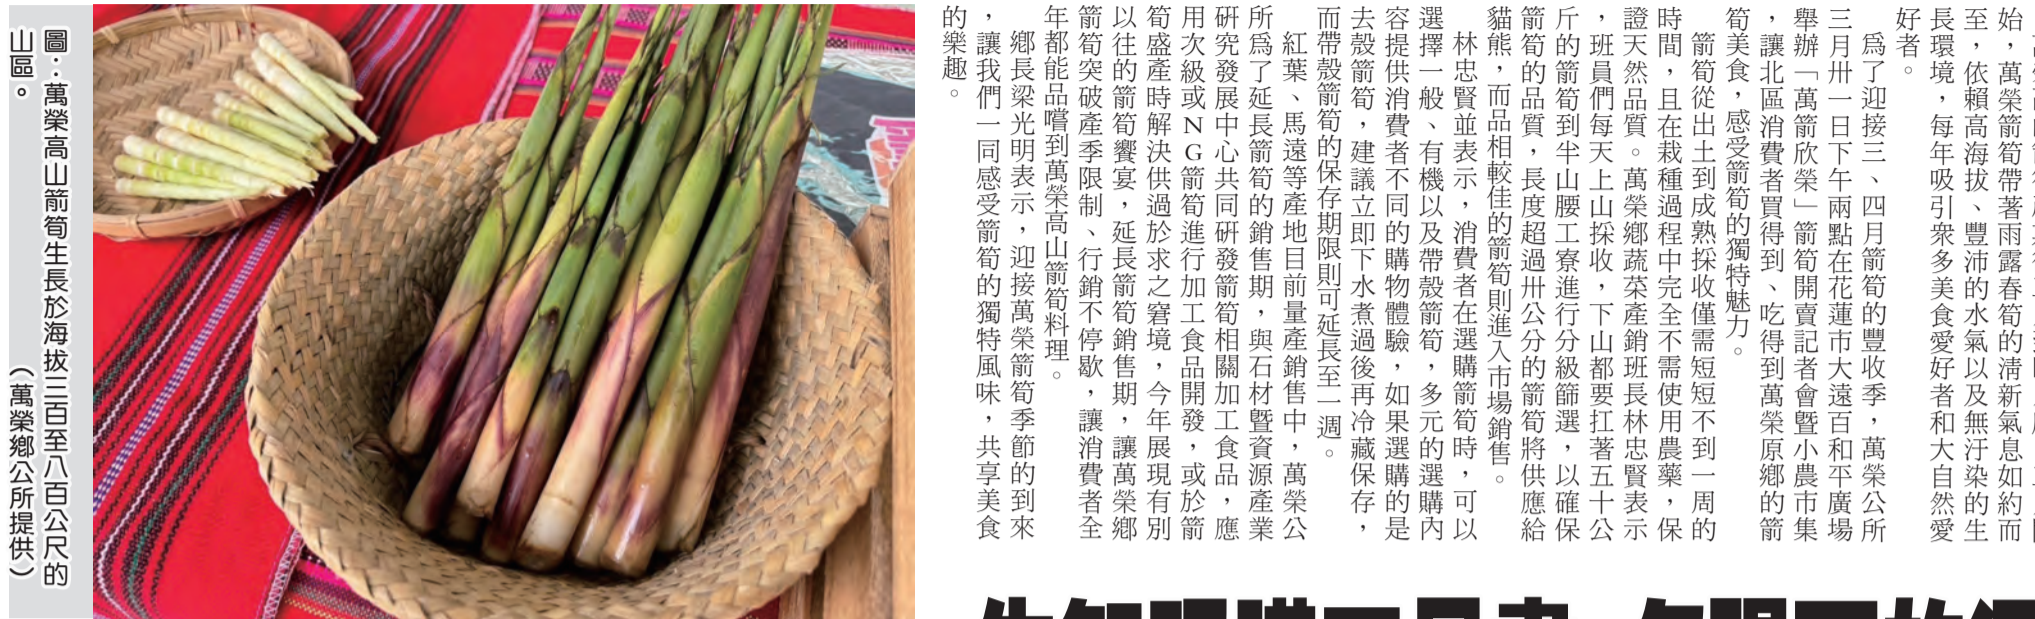 始，萬榮箭筍帶著雨露春筍的清新氣息如約而
至，依賴高海拔、豐沛的水氣以及無汙染的生
長環境，每年吸引衆多美食愛好者和大自然愛
好者。
爲了迎接三、四月箭筍的豐收季，萬榮公所
三月卅一日下午兩點在花蓮市大遠百和平廣場
舉辦「萬箭欣榮」箭筍開賣記者會暨小農市集
，讓北區消費者買得到、吃得到萬榮原鄉的箭
筍美食，感受箭筍的獨特魅力。
箭筍從出土到成熟採收僅需短短不到一周的
時間，且在栽種過程中完全不需使用農藥，保
證天然品質。萬榮鄉蔬菜產銷班長林忠賢表示
，班員們每天上山採收，下山都要扛著五十公
斤的箭筍到半山腰工寮進行分級篩選，以確保
箭筍的品質，長度超過卅公分的箭筍將供應給
貓熊，而品相較佳的箭筍則進入市場銷售。
林忠賢並表示，消費者在選購箭筍時，可以
選擇一般、有機以及帶殼箭筍，多元的選購內
容提供消費者不同的購物體驗，如果選購的是
去殼箭筍，建議立即下水煮過後再冷藏保存，
而帶殼箭筍的保存期限則可延長至一週。
紅葉、馬遠等產地目前量產銷售中，萬榮公
所爲了延長箭筍的銷售期，與石材暨資源產業
研究發展中心共同研發箭筍相關加工食品，應
用次級或NG箭筍進行加工食品開發，或於箭
筍盛產時解決供過於求之窘境，今年展現有別
以往的箭筍饗宴，延長箭筍銷售期，讓萬榮鄉
箭筍突破產季限制、行銷不停歇，讓消費者全
年都能品嚐到萬榮高山箭筍料理。
鄉長梁光明表示，迎接萬榮箭筍季節的到來
，讓我們一同感受箭筍的獨特風味，共享美食
的樂趣。
圖：萬榮高山箭筍生長於海拔三百至八百公尺的
山區。（萬榮鄉公所提供）